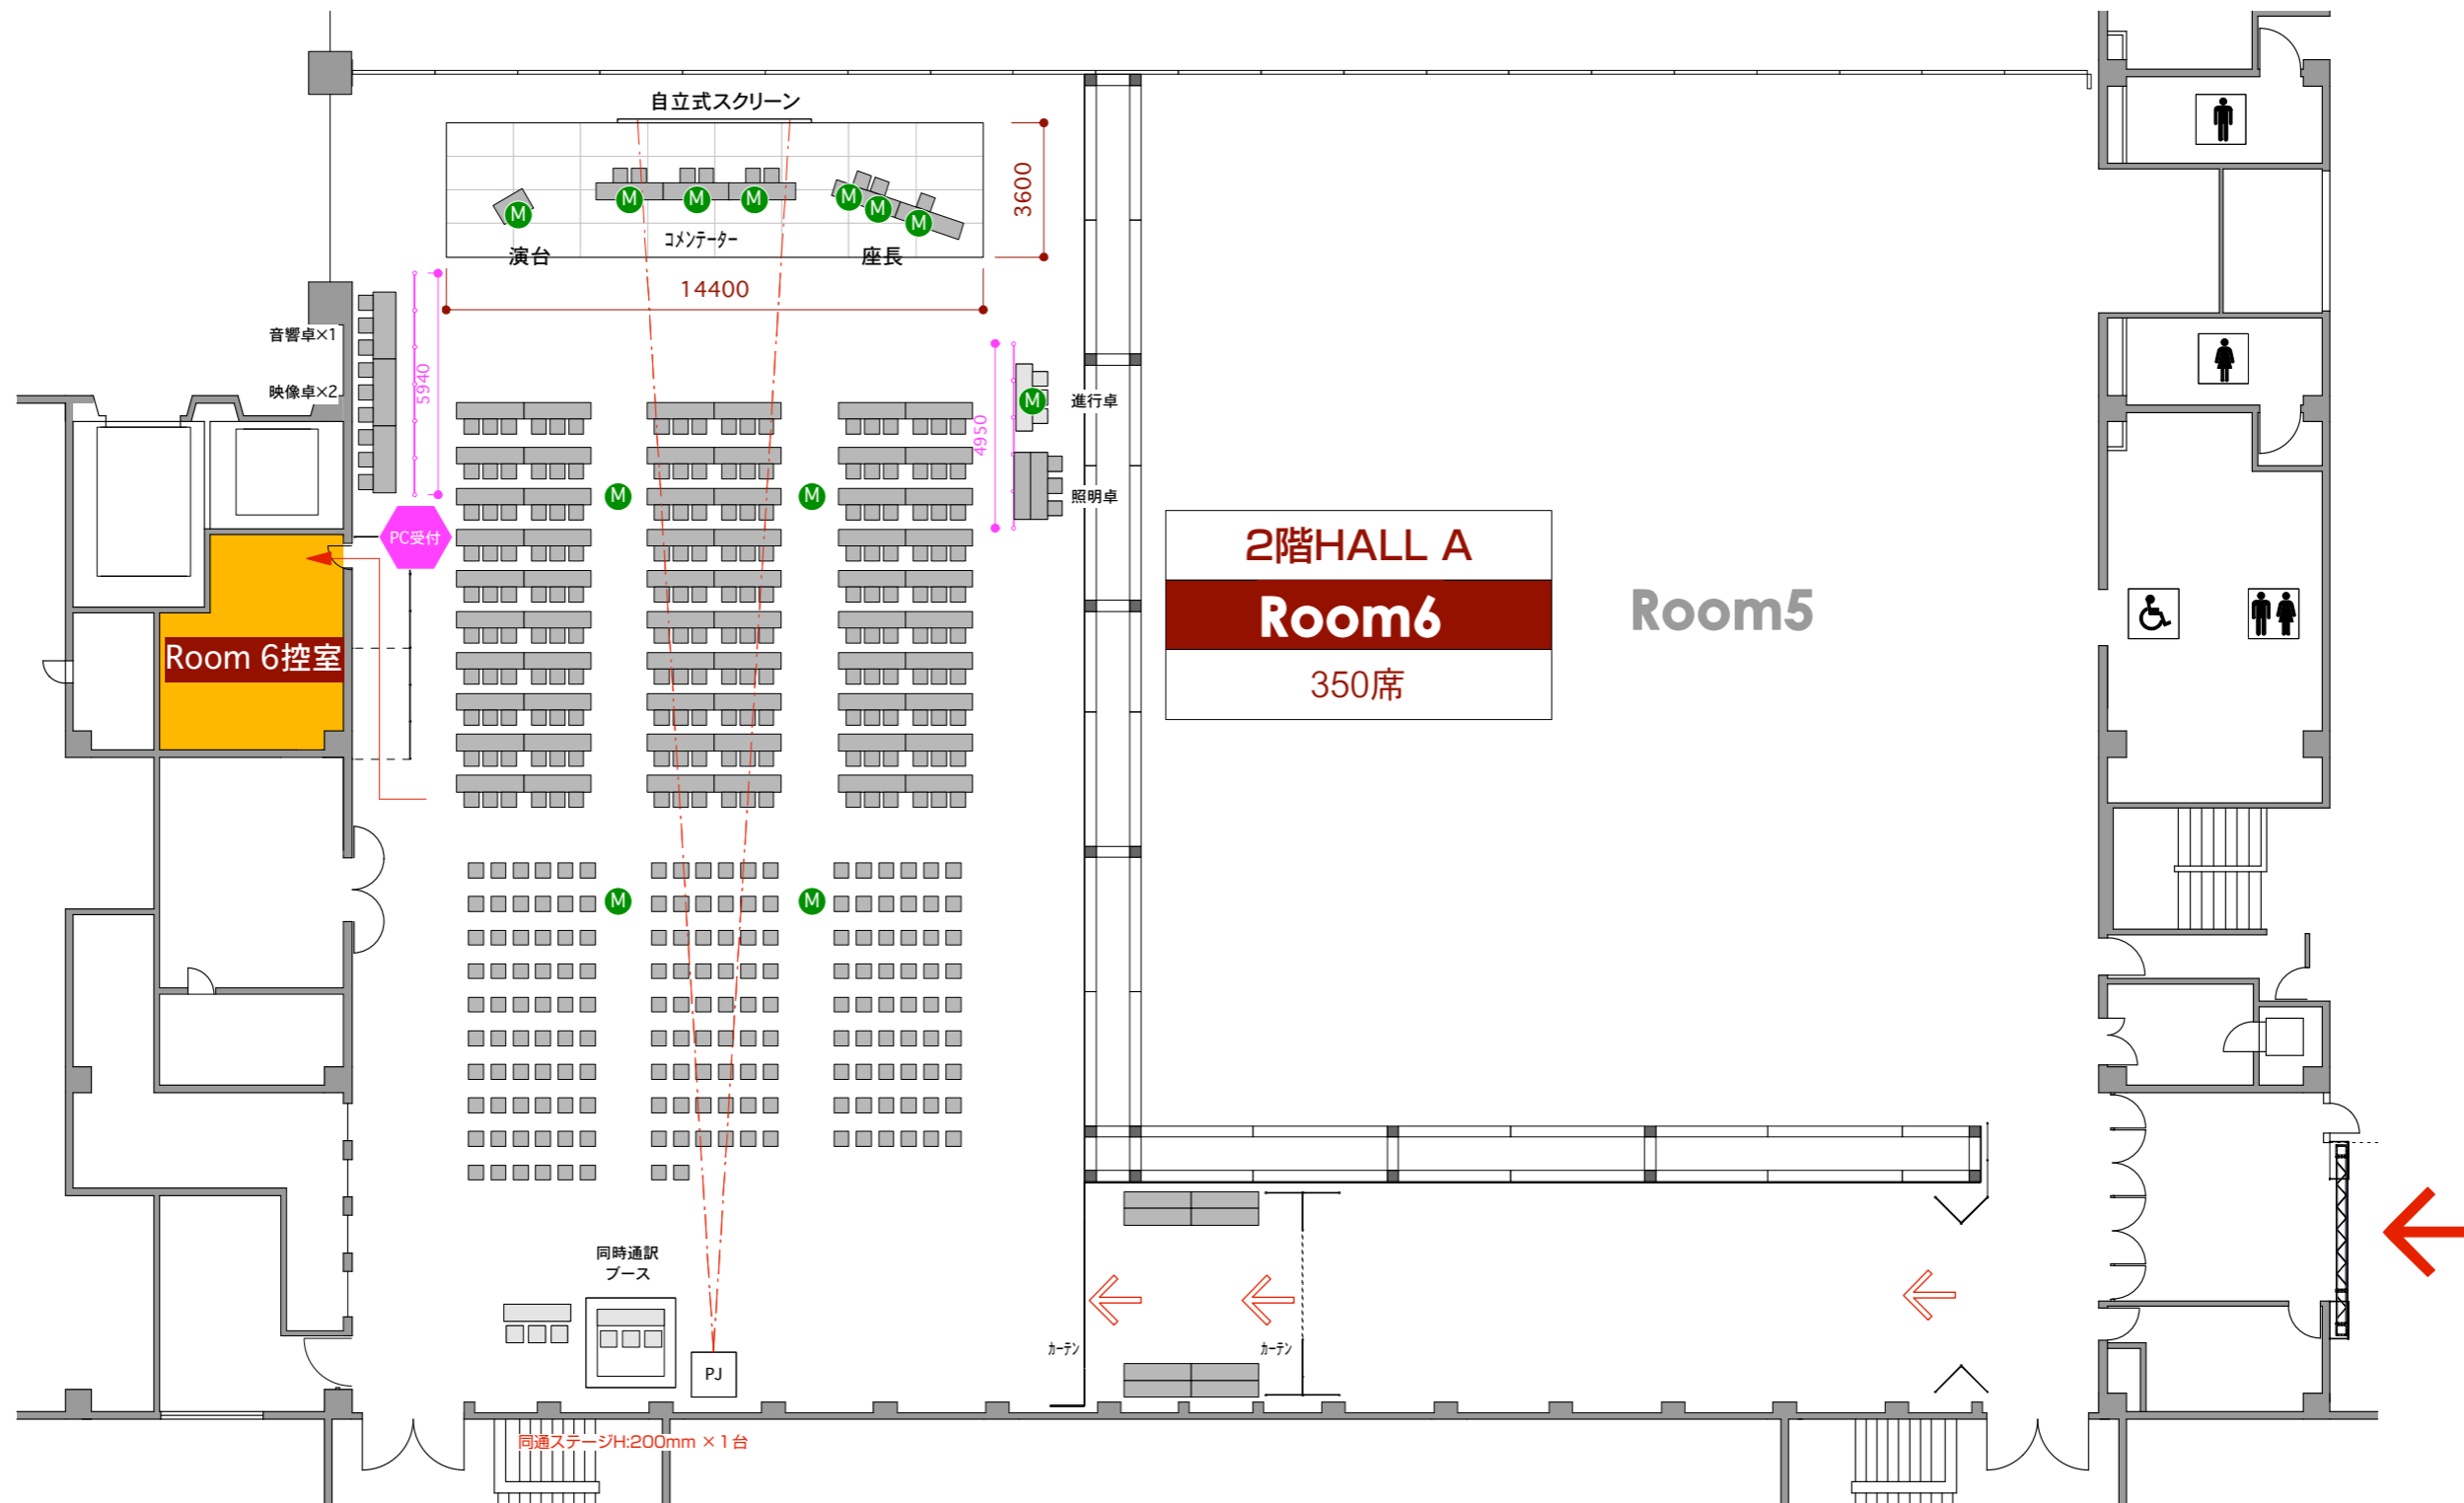 自立式スクリーン
3600
M
M
M
M
M
M
M
コメンテーター
演台
座長
14400
音響卓×1
映像卓×2
5940
4950
M
進行卓
照明卓
M
M
PC受付
2階HALL A
Room6
350席
Room5
Room 6控室
M
M
同時通訳
ブース
PJ
カーテン
カーテン
同通ステージH:200mm ×1台